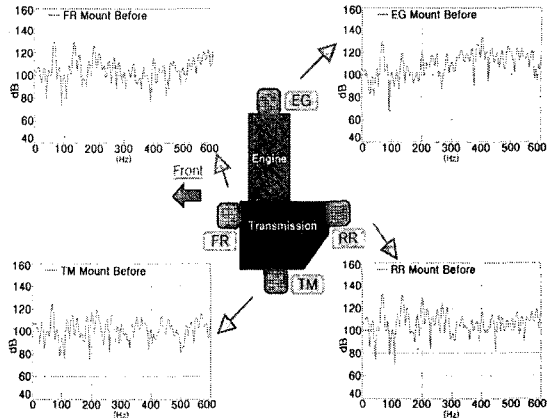 FR Mount Before
160
140
120
100
80
60
40
dB
0 100 200 300 400 500 600
(Hz)
EG Mount Before
160
140
120
100
80
60
40
dB
0 100 200 300 400 500 600
(Hz)
EG
Engine
Front
Transmission
FR
RR
TM
TM Mount Before
160
140
120
100
80
60
40
dB
0 100 200 300 400 500 600
(Hz)
RR Mount Before
160
140
120
100
80
60
40
dB
0 100 200 300 400 500 600
(Hz)